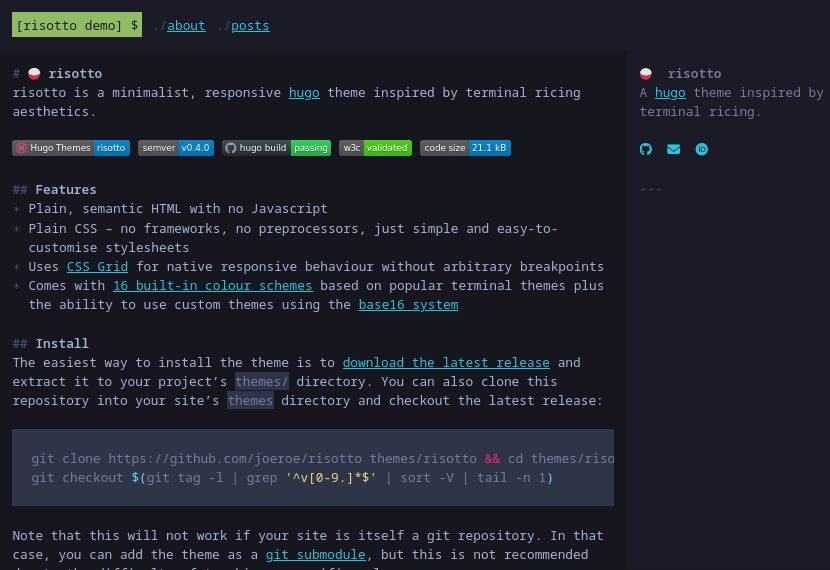 [risotto demo] $ ./about ./posts
# risotto
risotto is a minimalist, responsive hugo theme inspired by terminal ricing
aesthetics.
Hugo Themes risotto semver v0.4.0 hugo build passing w3c validated code size 21.1 kB
## Features
* Plain, semantic HTML with no Javascript
* Plain CSS – no frameworks, no preprocessors, just simple and easy-to-
customise stylesheets
* Uses CSS Grid for native responsive behaviour without arbitrary breakpoints
* Comes with 16 built-in colour schemes based on popular terminal themes plus
the ability to use custom themes using the base16 system
## Install
The easiest way to install the theme is to download the latest release and
extract it to your project’s themes/ directory. You can also clone this
repository into your site’s themes directory and checkout the latest release:
git clone https://github.com/joeroe/risotto themes/risotto && cd themes/riso
git checkout $(git tag -l | grep '^v[0-9.]*$' | sort -V | tail -n 1)
Note that this will not work if your site is itself a git repository. In that
case, you can add the theme as a git submodule, but this is not recommended
risotto
A hugo theme inspired by
terminal ricing.
---